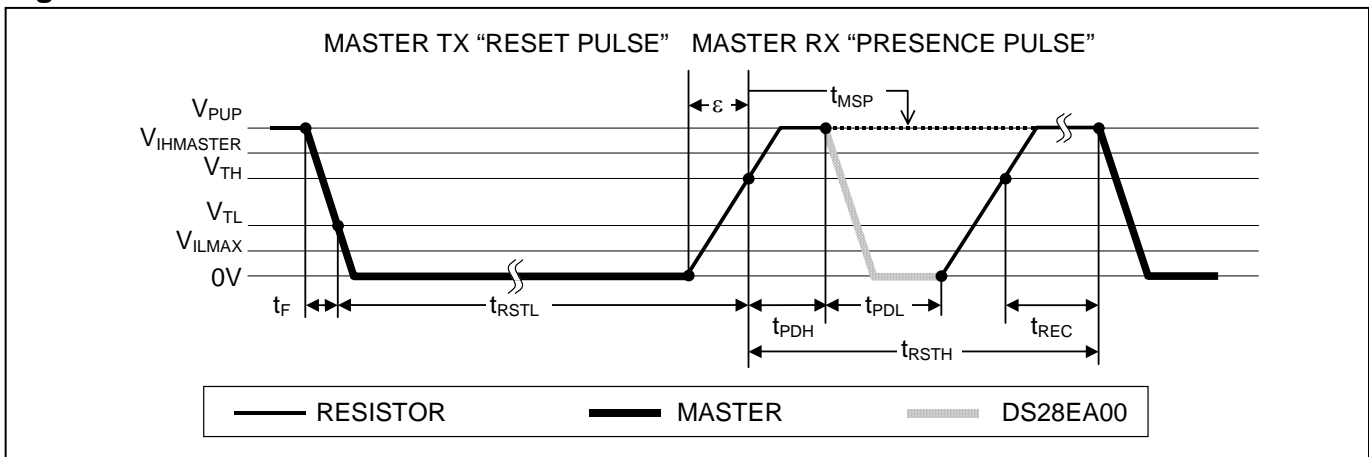 MASTER TX “RESET PULSE” MASTER RX “PRESENCE PULSE”
ε tMSP
VPUP
VIHMASTER
VTH
VTL
VILMAX
0V
tF tRSTL tPDH tPDL tREC
tRSTH
RESISTOR MASTER DS28EA00